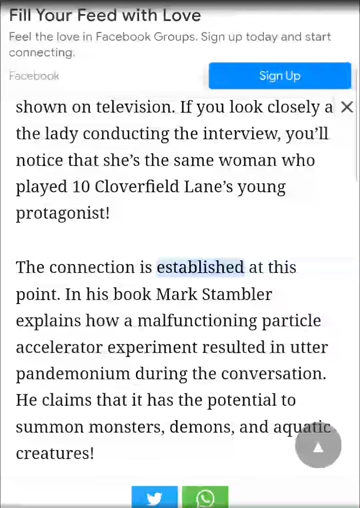 Fill Your Feed with Love
Feel the love in Facebook Groups. Sign up today and start
connecting.
Facebook
Sign Up
shown on television. If you look closely a
the lady conducting the interview, you’ll
notice that she’s the same woman who
played 10 Cloverfield Lane’s young
protagonist!
The connection is established at this
point. In his book Mark Stambler
explains how a malfunctioning particle
accelerator experiment resulted in utter
pandemonium during the conversation.
He claims that it has the potential to
summon monsters, demons, and aquatic
creatures!